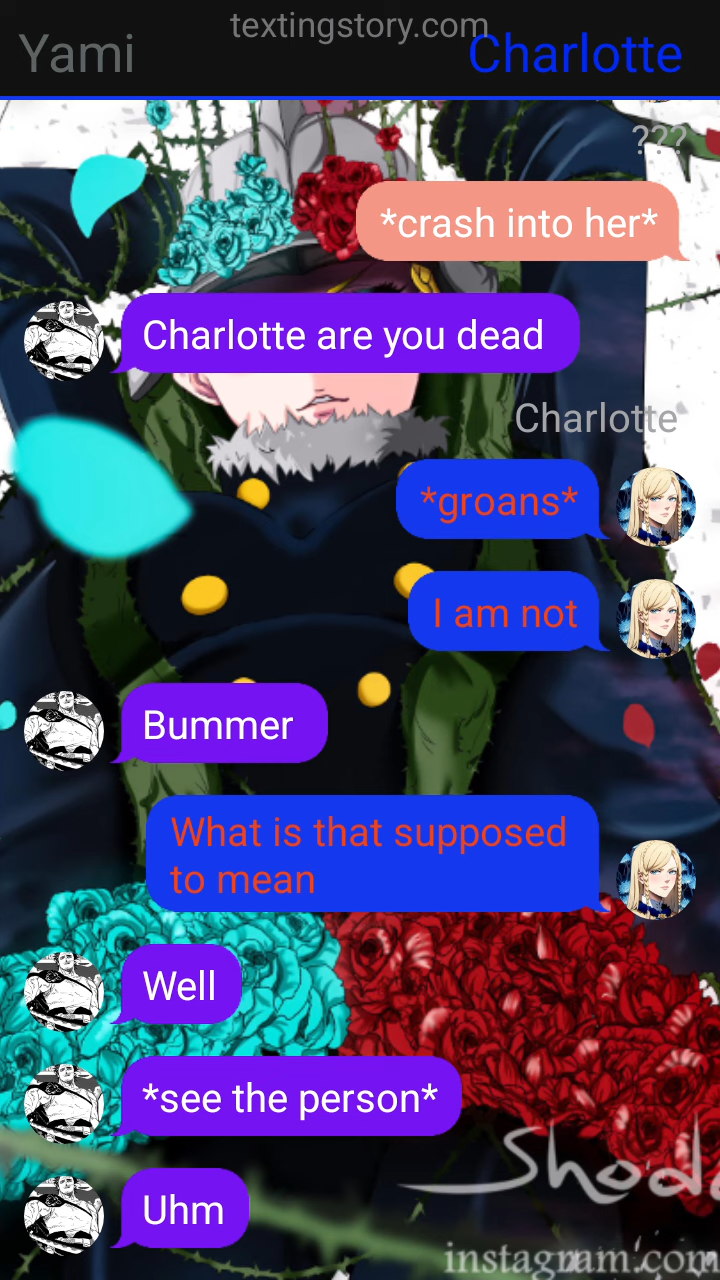 textingstory.com
Yami
Charlotte
???
*crash into her*
Charlotte are you dead
Charlotte
*groans*
I am not
Bummer
What is that supposed
to mean
Well
*see the person*
Uhm
Shoda
instagram.com